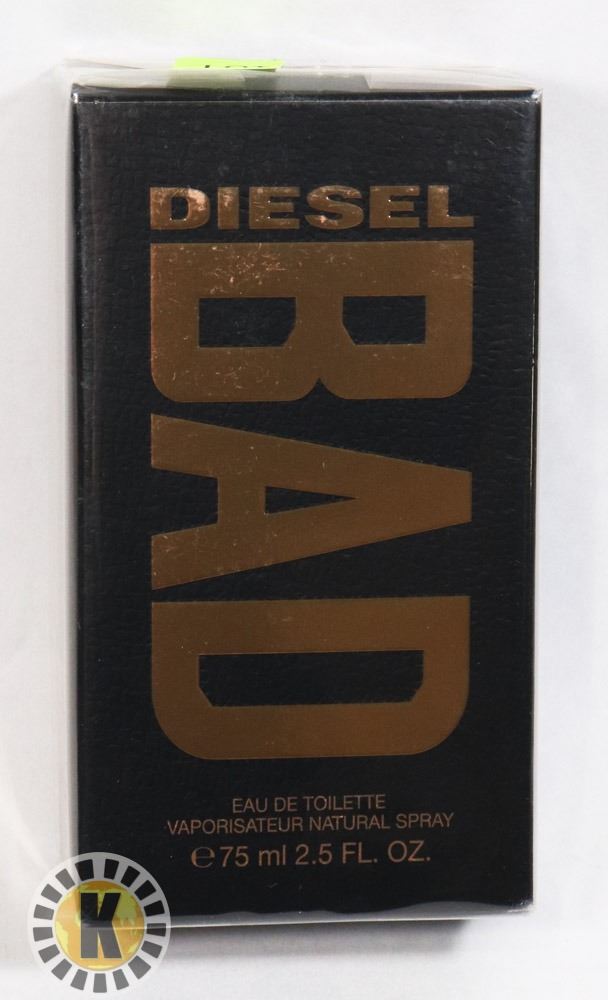 DIESEL
BAD
EAU DE TOILETTE
VAPORISATEUR NATURAL SPRAY
℮75 ml 2.5 FL. OZ.
K